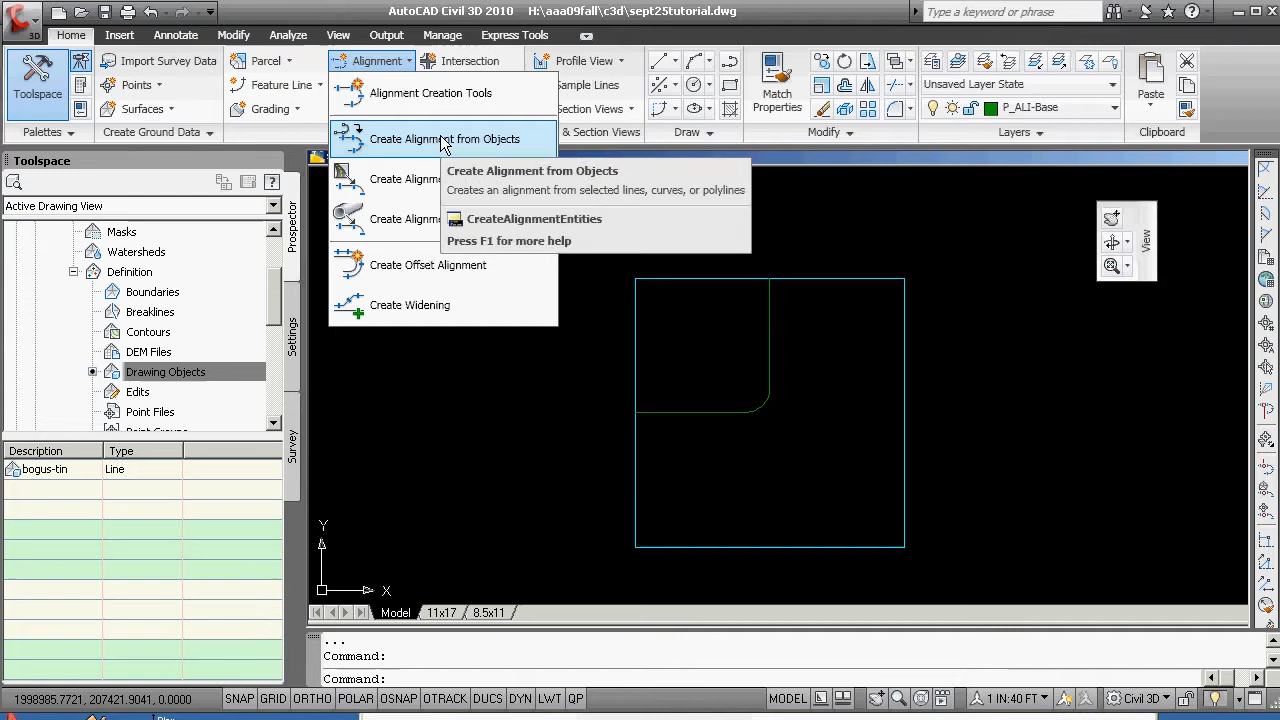 AutoCAD Civil 3D 2010 H:\aaa09fall\c3d\sept25tutorial.dwg Type a keyword or phrase
3D Home Insert Annotate Modify Analyze View Output Manage Express Tools
Toolspace
Import Survey Data
Points
Surfaces
Parcel
Feature Line
Grading
Alignment
Intersection
Profile View
Sample Lines
Section Views
Match
Properties
Unsaved Layer State
P_ALI-Base
Paste
Palettes Create Ground Data & Section Views Draw Modify Layers Clipboard
Alignment Creation Tools
Create Alignment from Objects
Create Alignm
Create Alignm
Create Offset Alignment
Create Widening
Create Alignment from Objects
Creates an alignment from selected lines, curves, or polylines
CreateAlignmentEntities
Press F1 for more help
Toolspace
Active Drawing View
Masks
Watersheds
Definition
Boundaries
Breaklines
Contours
DEM Files
Drawing Objects
Edits
Point Files
Prospector
Settings
Survey
Description Type
bogus-tin Line
View
Y
X
Model 11x17 8.5x11
...
Command:
Command:
1998985.7721, 207421.9041, 0.0000 SNAP GRID ORTHO POLAR OSNAP OTRACK DUCS DYN LWT QP MODEL 1 IN:40 FT Civil 3D